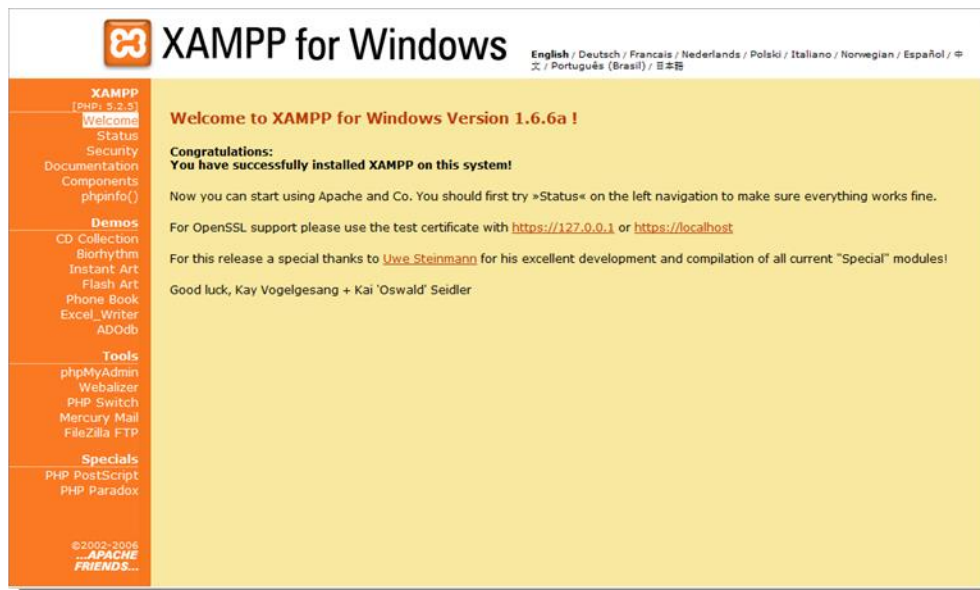 XAMPP for Windows
English / Deutsch / Francais / Nederlands / Polski / Italiano / Norwegian / Español / 中
文 / Português (Brasil) / 日本語
XAMPP
[PHP: 5.2.5]
Welcome
Status
Security
Documentation
Components
phpinfo()
Demos
CD Collection
Biorhythm
Instant Art
Flash Art
Phone Book
Excel_Writer
ADOdb
Tools
phpMyAdmin
Webalizer
PHP Switch
Mercury Mail
FileZilla FTP
Specials
PHP PostScript
PHP Paradox
©2002-2006
...APACHE
FRIENDS...
Welcome to XAMPP for Windows Version 1.6.6a !
Congratulations:
You have successfully installed XAMPP on this system!
Now you can start using Apache and Co. You should first try »Status« on the left navigation to make sure everything works fine.
For OpenSSL support please use the test certificate with https://127.0.0.1 or https://localhost
For this release a special thanks to Uwe Steinmann for his excellent development and compilation of all current "Special" modules!
Good luck, Kay Vogelgesang + Kai 'Oswald' Seidler